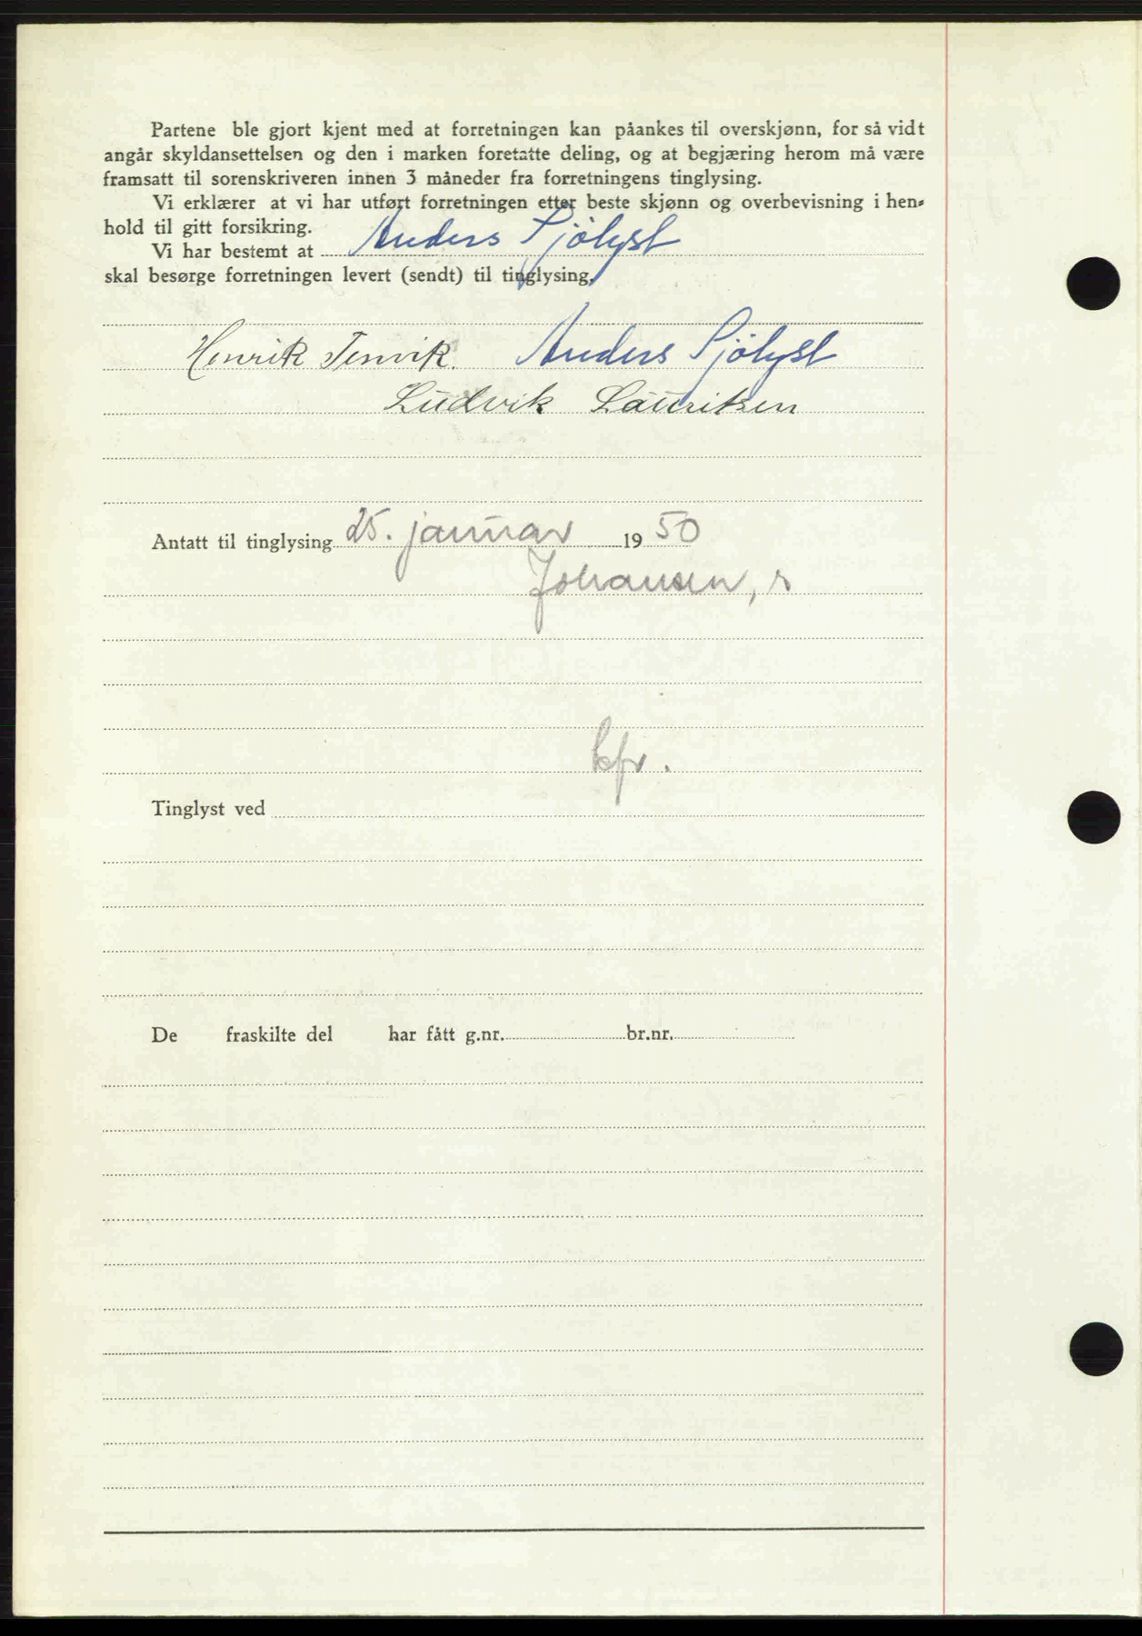 Partene ble gjort kjent med at forretningen kan påankes til overskjønn, for så vidt
angår skyldansettelsen og den i marken foretatte deling, og at begjæring herom må være
framsatt til sorenskriveren innen 3 måneder fra forretningens tinglysing.
Vi erklærer at vi har utført forretningen etter beste skjønn og overbevisning i hen-
hold til gitt forsikring.
Vi har bestemt at Anders Sjölyst
skal besørge forretningen levert (sendt) til tinglysing.
Henrik Tenvik. Anders Sjölyst
Ludvik Lauritsen
Antatt til tinglysing 25. januar 1950
Johansen, s
kfr.
Tinglyst ved
De fraskilte del har fått g.nr. br.nr.